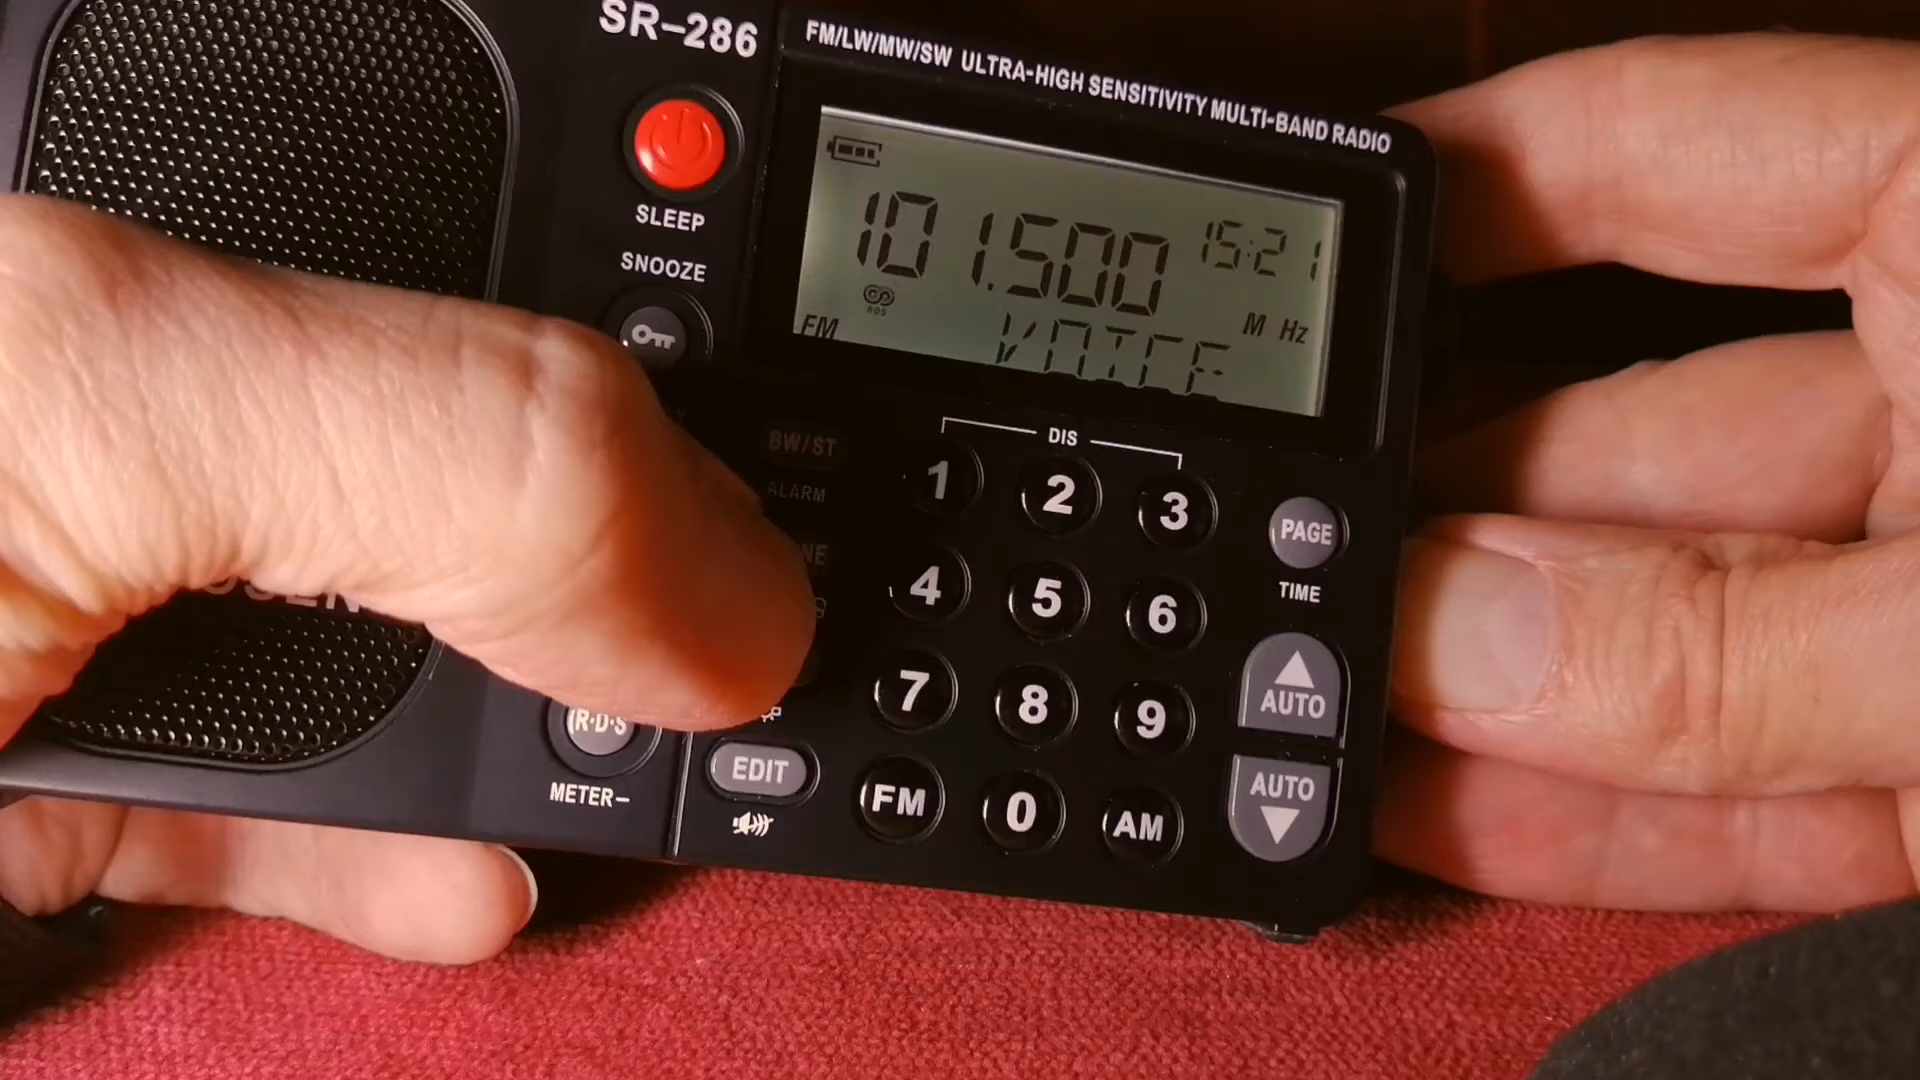 SR–286
FM/LW/MW/SW ULTRA-HIGH SENSITIVITY MULTI-BAND RADIO
SLEEP
SNOOZE
101.500
15:21
RDS
FM
M Hz
VOICE
BW/ST
ALARM
DIS
1 2 3
PAGE
TIME
4 5 6
AUTO
7 8 9
R·D·S
METER–
EDIT
FM 0 AM
AUTO